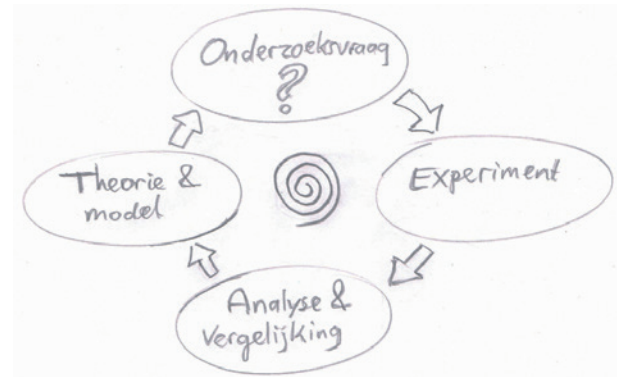 Onderzoeksvraag
?
Experiment
Analyse &
vergelijking
Theorie &
model